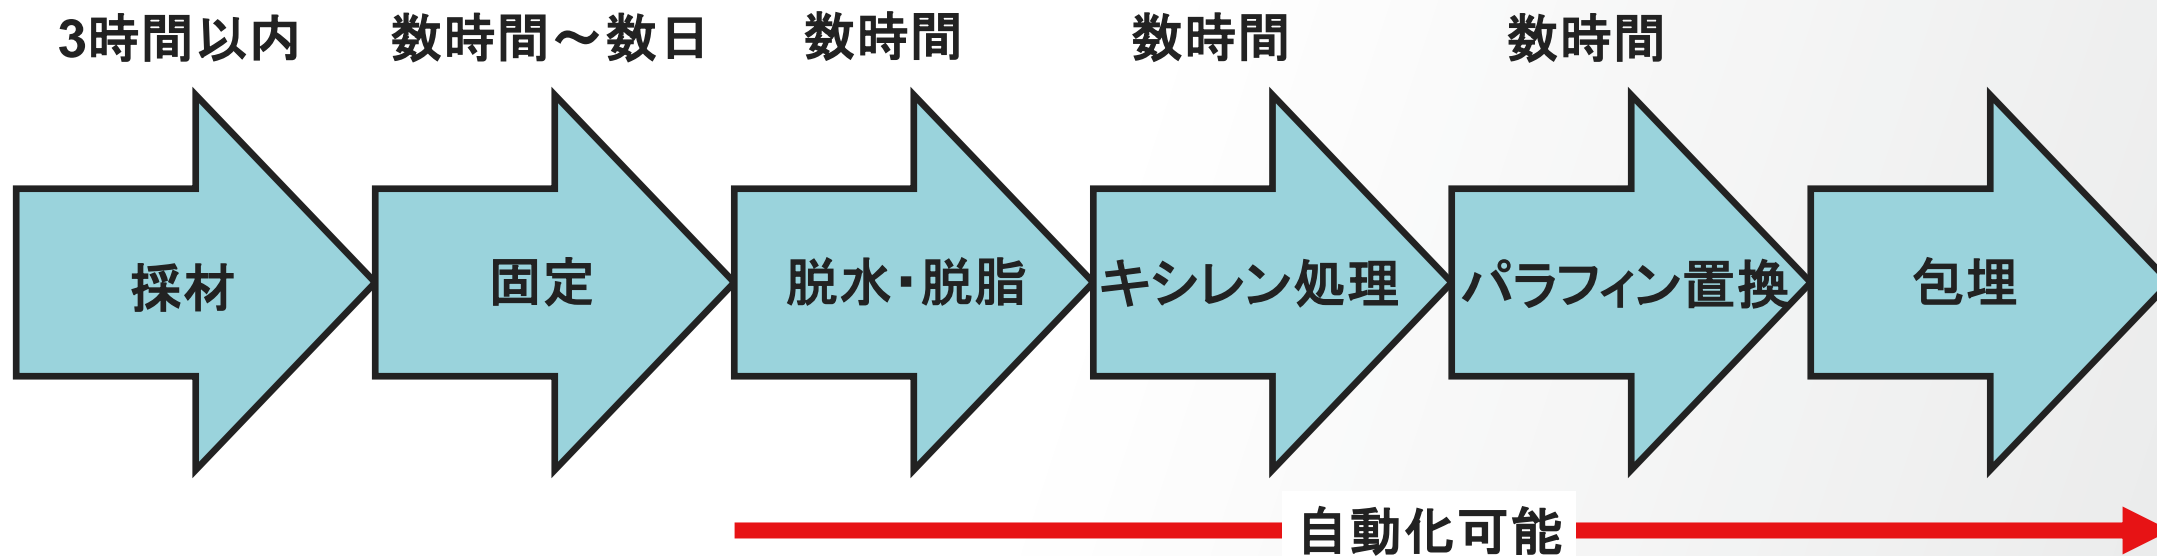 3時間以内
数時間～数日
数時間
数時間
数時間
採材
固定
脱水・脱脂
キシレン処理
パラフィン置換
包埋
自動化可能